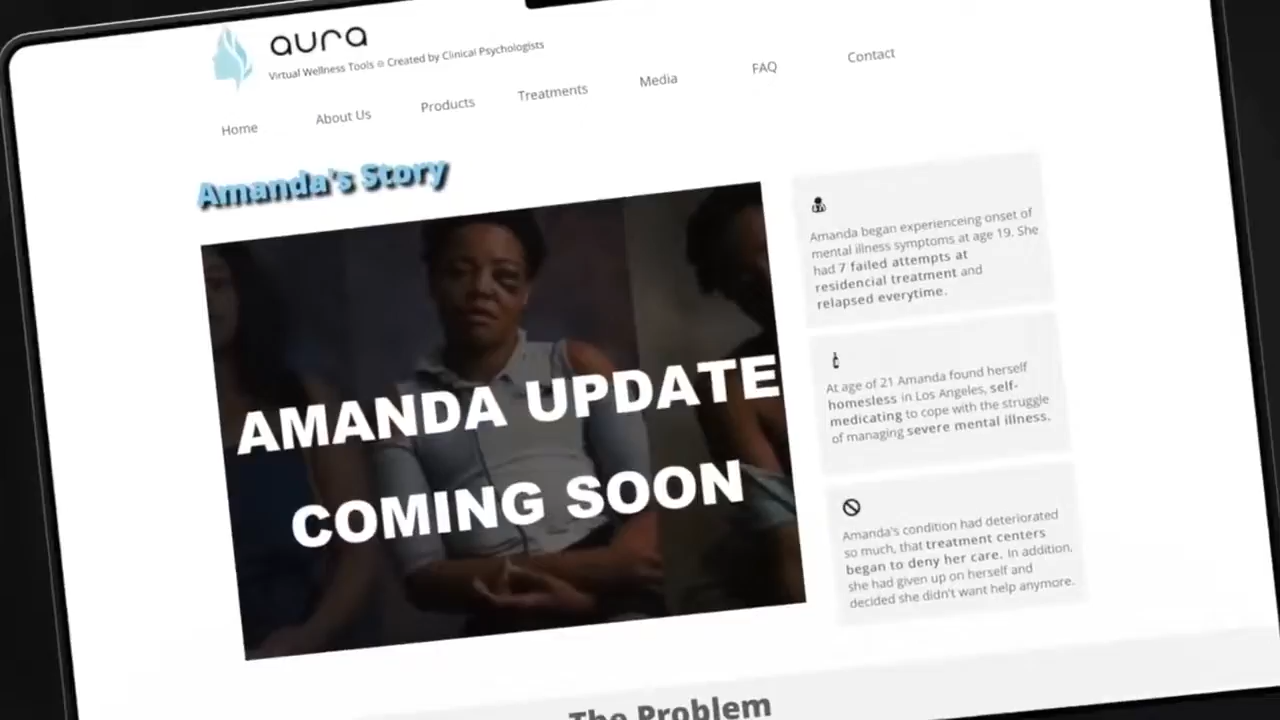 aura
Virtual Wellness Tools @ Created by Clinical Psychologists
Home About Us Products Treatments Media FAQ Contact
Amanda's Story
AMANDA UPDATE
COMING SOON
Amanda began experienceing onset of
mental illness symptoms at age 19. She
had 7 failed attempts at
residencial treatment and
relapsed everytime.
At age of 21 Amanda found herself
homesless in Los Angeles, self-
medicating to cope with the struggle
of managing severe mental illness.
Amanda's condition had deteriorated
so much, that treatment centers
began to deny her care. In addition,
she had given up on herself and
decided she didn't want help anymore.
The Problem